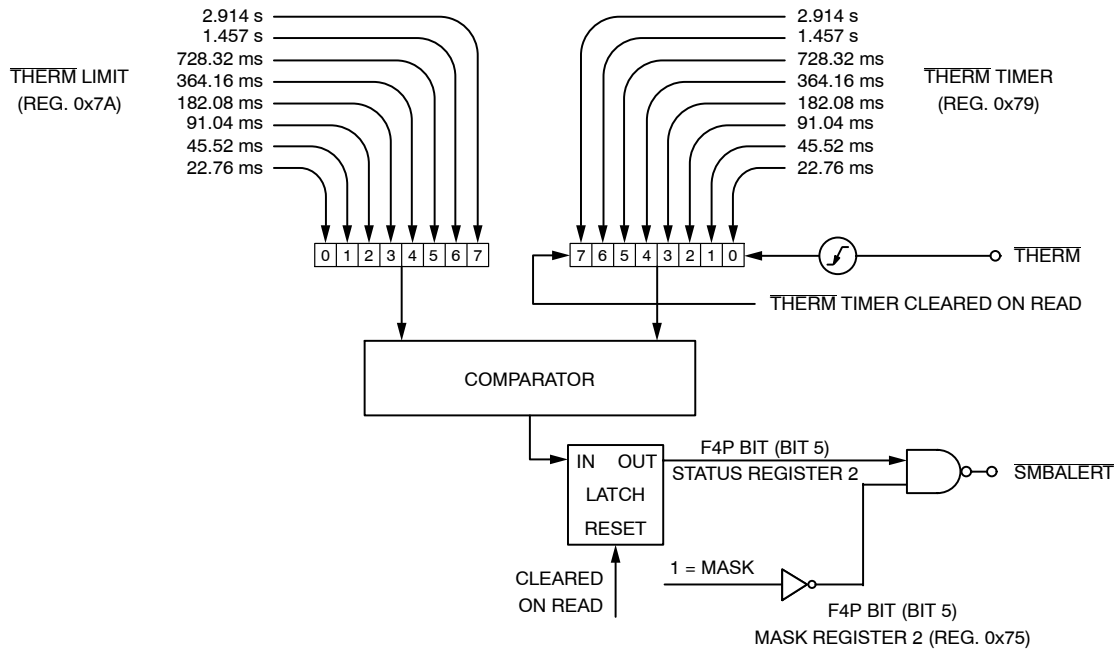 2.914 s
1.457 s
728.32 ms
364.16 ms
182.08 ms
91.04 ms
45.52 ms
22.76 ms
THERM LIMIT
(REG. 0x7A)
0 1 2 3 4 5 6 7
2.914 s
1.457 s
728.32 ms
364.16 ms
182.08 ms
91.04 ms
45.52 ms
22.76 ms
THERM TIMER
(REG. 0x79)
7 6 5 4 3 2 1 0
THERM
THERM TIMER CLEARED ON READ
COMPARATOR
IN OUT
LATCH
RESET
F4P BIT (BIT 5)
STATUS REGISTER 2
SMBALERT
CLEARED
ON READ
1 = MASK
F4P BIT (BIT 5)
MASK REGISTER 2 (REG. 0x75)